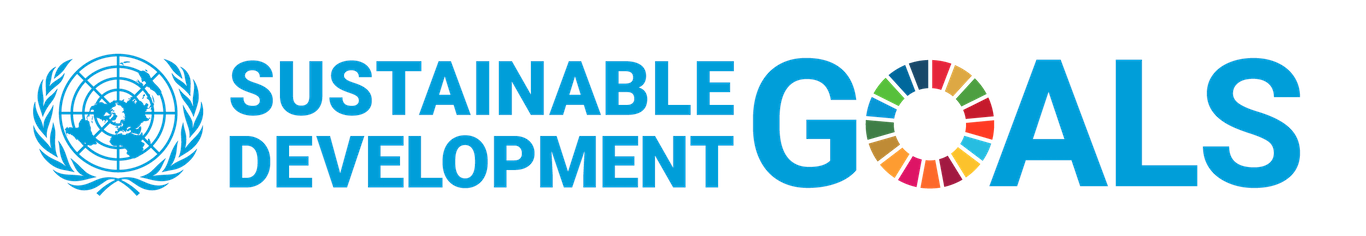 SUSTAINABLE
DEVELOPMENT
GOALS